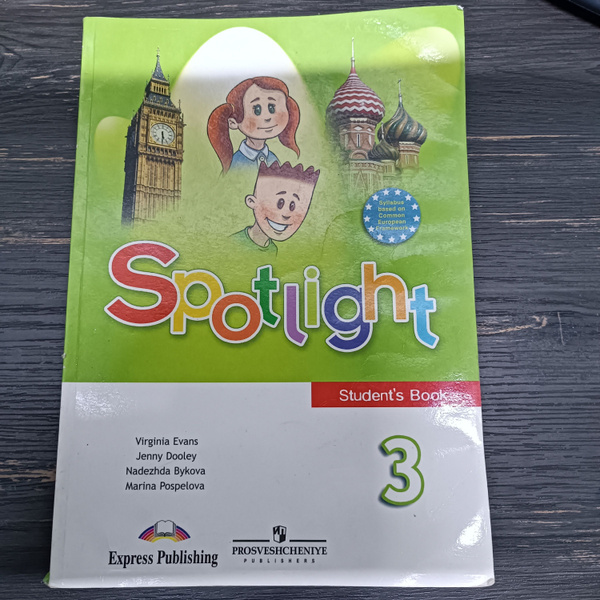 Syllabus
based on
Common
European
Framework
Spotlight
Student's Book
Virginia Evans
Jenny Dooley
Nadezhda Bykova
Marina Pospelova
3
Express Publishing
PROSVESHCHENIYE
PUBLISHERS